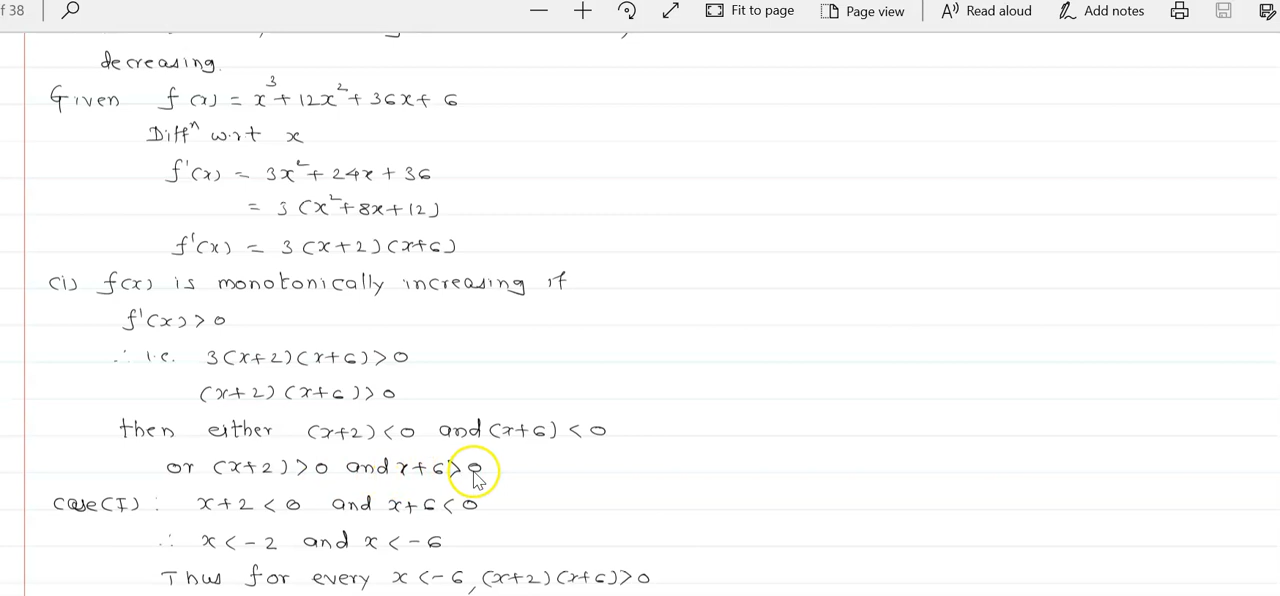 f 38 Fit to page Page view Read aloud Add notes
decreasing.
Given f(x) = x³ + 12x² + 36x + 6
Diffⁿ w.r.t x
f'(x) = 3x² + 24x + 36
= 3(x² + 8x + 12)
f'(x) = 3(x+2)(x+6)
(i) f(x) is monotonically increasing if
f'(x) > 0
∴ i.e. 3(x+2)(x+6) > 0
(x+2)(x+6) > 0
then either (x+2) < 0 and (x+6) < 0
or (x+2) > 0 and x+6 > 0
case(I): x+2 < 0 and x+6 < 0
∴ x < -2 and x < -6
Thus for every x < -6, (x+2)(x+6) > 0